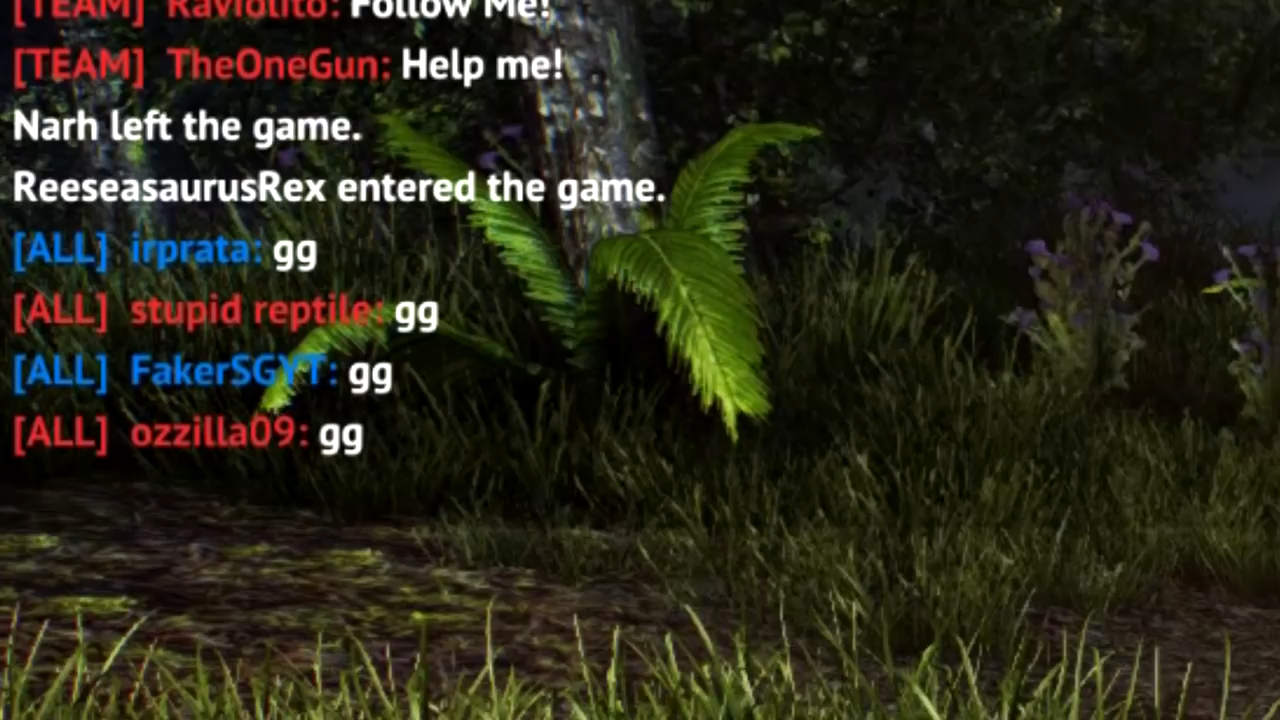 [TEAM] Raviolito: Follow Me!
[TEAM] TheOneGun: Help me!
Narh left the game.
ReeseasaurusRex entered the game.
[ALL] irprata: gg
[ALL] stupid reptile: gg
[ALL] FakerSGYT: gg
[ALL] ozzilla09: gg